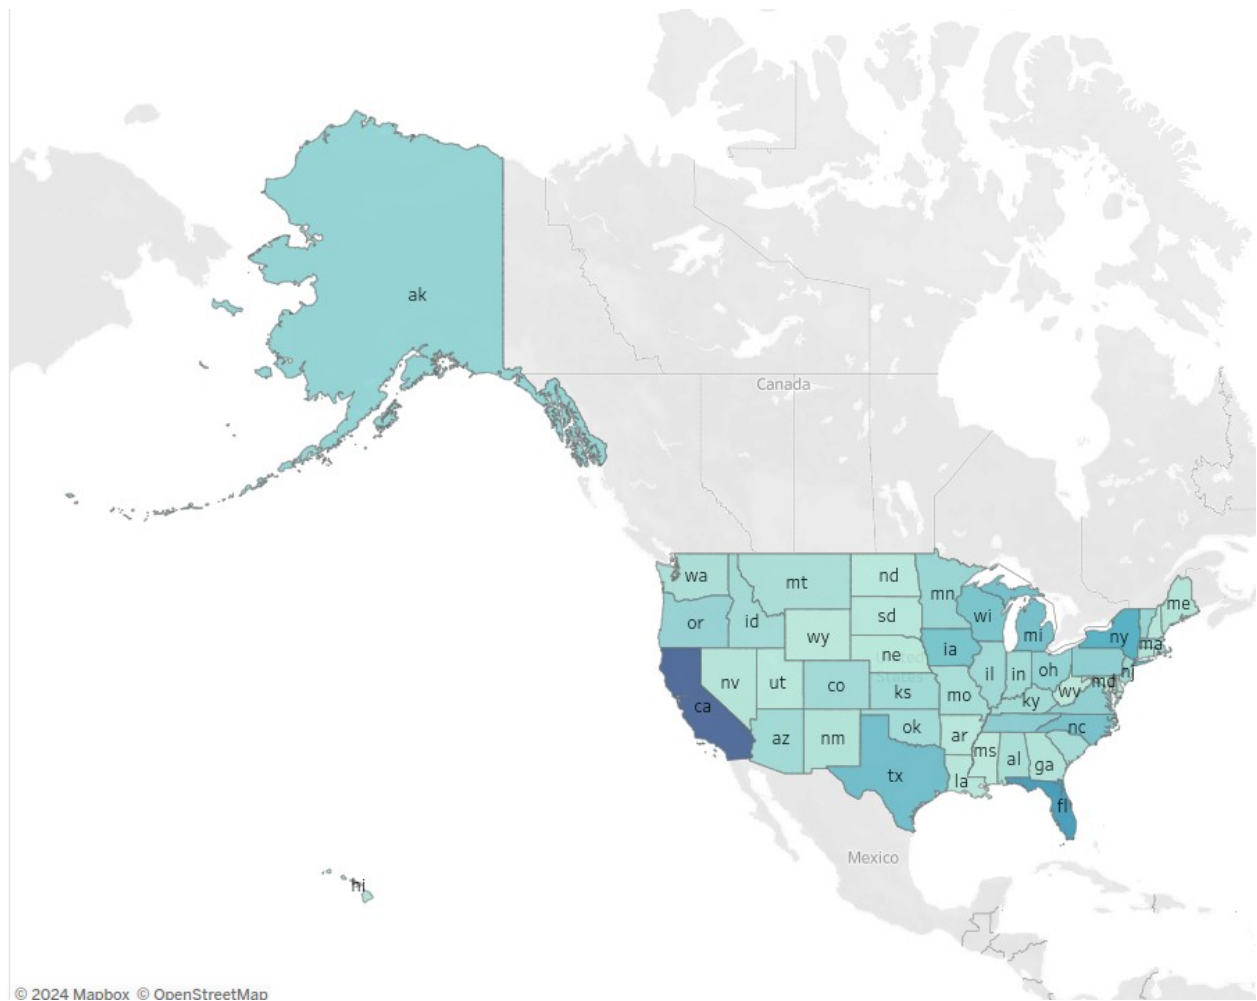 ak
Canada
wa
mt
nd
mn
me
or
id
sd
wi
mi
ny
ma
wy
ne
ia
nv
ut
co
ks
mo
il
in
oh
nj
md
wv
ky
ca
az
nm
ok
ar
nc
tx
la
ms
al
ga
fl
Mexico
hi
© 2024 Mapbox © OpenStreetMap